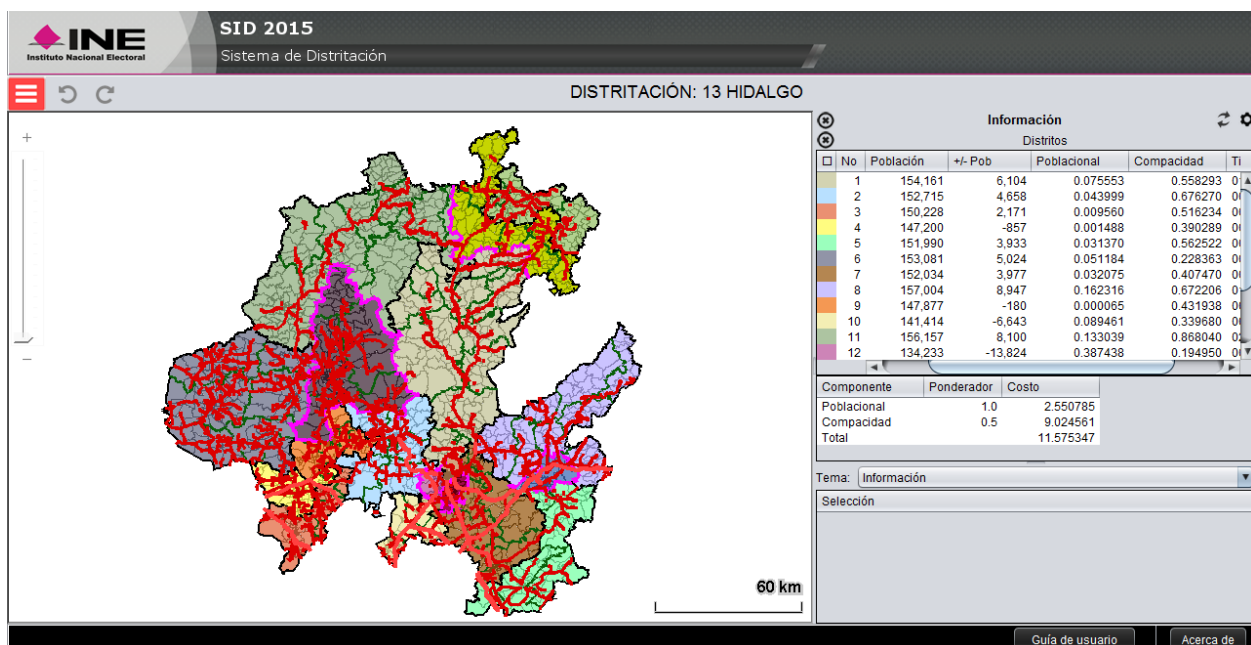 INE
Instituto Nacional Electoral
SID 2015
Sistema de Distritación
DISTRITACIÓN: 13 HIDALGO
+
−
60 km
Información
Distritos
No Población +/- Pob Poblacional Compacidad Ti
1 154,161 6,104 0.075553 0.558293
2 152,715 4,658 0.043999 0.676270
3 150,228 2,171 0.009560 0.516234
4 147,200 -857 0.001488 0.390289
5 151,990 3,933 0.031370 0.562522
6 153,081 5,024 0.051184 0.228363
7 152,034 3,977 0.032075 0.407470
8 157,004 8,947 0.162316 0.672206
9 147,877 -180 0.000065 0.431938
10 141,414 -6,643 0.089461 0.339680
11 156,157 8,100 0.133039 0.868040
12 134,233 -13,824 0.387438 0.194950
Componente Ponderador Costo
Poblacional 1.0 2.550785
Compacidad 0.5 9.024561
Total 11.575347
Tema: Información
Selección
Guía de usuario Acerca de